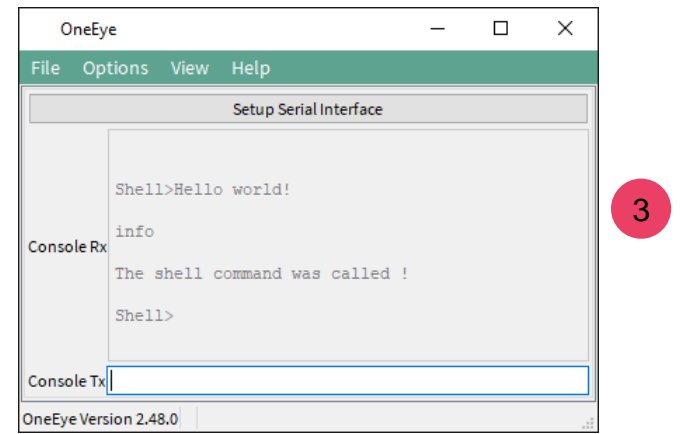 OneEye
File Options View Help
Setup Serial Interface
Shell>Hello world!
info
Console Rx
The shell command was called !
Shell>
Console Tx
OneEye Version 2.48.0
3